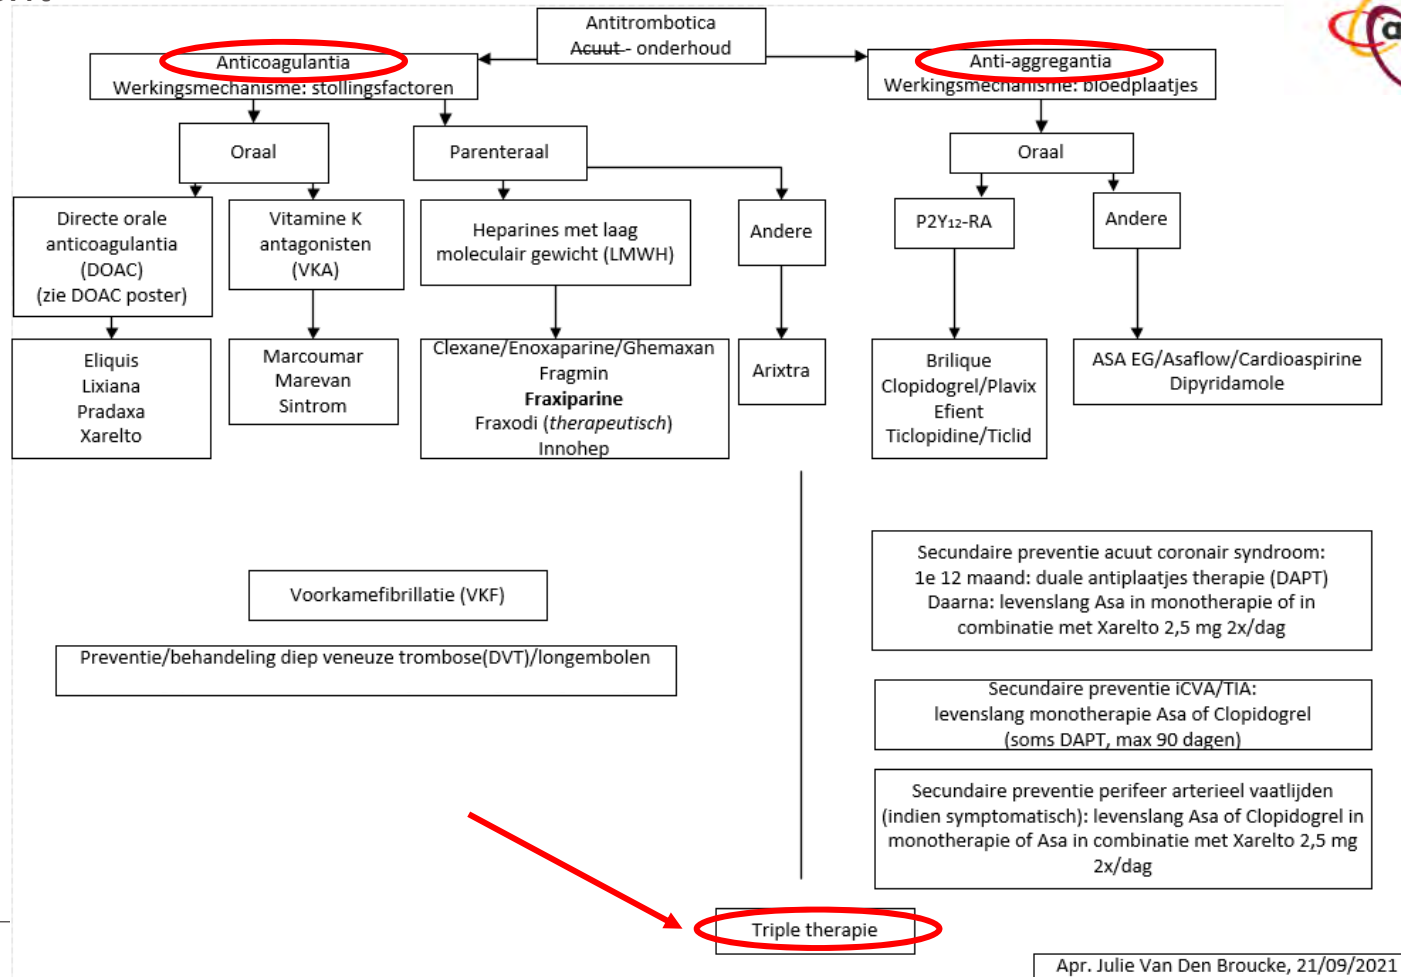 Antitrombotica
Acuut - onderhoud
Anticoagulantia
Werkingsmechanisme: stollingsfactoren
Anti-aggregantia
Werkingsmechanisme: bloedplaatjes
Oraal
Parenteraal
Oraal
Directe orale
anticoagulantia
(DOAC)
(zie DOAC poster)
Vitamine K
antagonisten
(VKA)
Heparines met laag
moleculair gewicht (LMWH)
Andere
P2Y12-RA
Andere
Eliquis
Lixiana
Pradaxa
Xarelto
Marcoumar
Marevan
Sintrom
Clexane/Enoxaparine/Ghemaxan
Fragmin
Fraxiparine
Fraxodi (therapeutisch)
Innohep
Arixtra
Brilique
Clopidogrel/Plavix
Efient
Ticlopidine/Ticlid
ASA EG/Asaflow/Cardioaspirine
Dipyridamole
Voorkamefibrillatie (VKF)
Preventie/behandeling diep veneuze trombose(DVT)/longembolen
Secundaire preventie acuut coronair syndroom:
1e 12 maand: duale antiplaatjes therapie (DAPT)
Daarna: levenslang Asa in monotherapie of in
combinatie met Xarelto 2,5 mg 2x/dag
Secundaire preventie iCVA/TIA:
levenslang monotherapie Asa of Clopidogrel
(soms DAPT, max 90 dagen)
Secundaire preventie perifeer arterieel vaatlijden
(indien symptomatisch): levenslang Asa of Clopidogrel in
monotherapie of Asa in combinatie met Xarelto 2,5 mg
2x/dag
Triple therapie
Apr. Julie Van Den Broucke, 21/09/2021